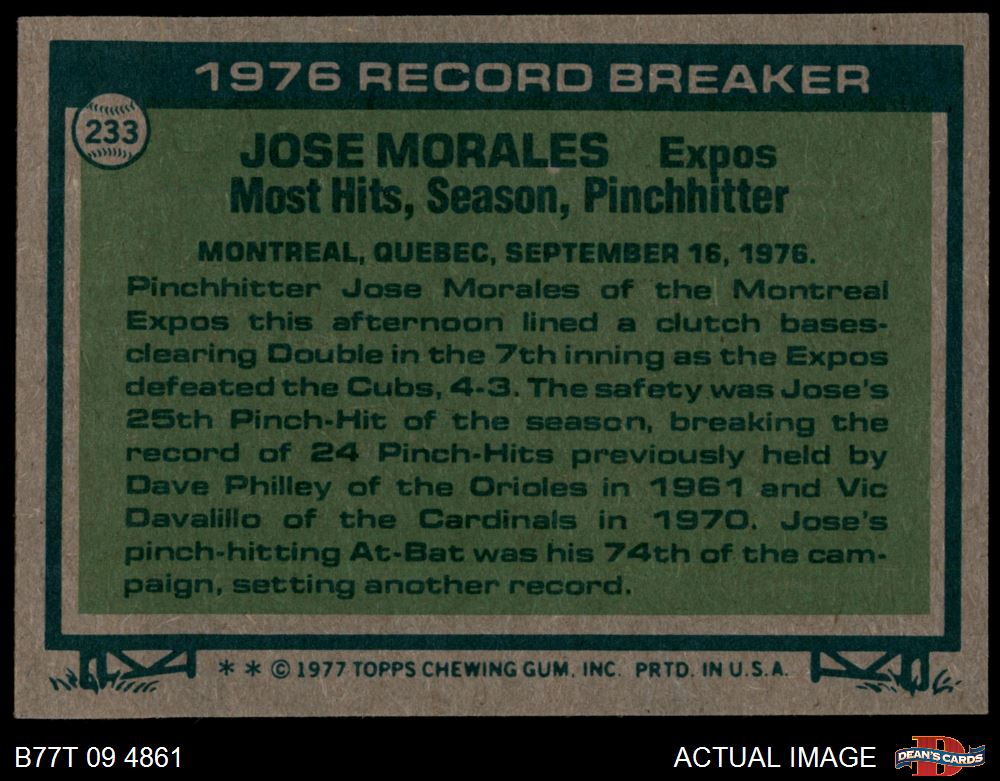 1976 RECORD BREAKER
233
JOSE MORALES Expos
Most Hits, Season, Pinchhitter
MONTREAL, QUEBEC, SEPTEMBER 16, 1976.
Pinchhitter Jose Morales of the Montreal
Expos this afternoon lined a clutch bases-
clearing Double in the 7th inning as the Expos
defeated the Cubs, 4-3. The safety was Jose's
25th Pinch-Hit of the season, breaking the
record of 24 Pinch-Hits previously held by
Dave Philley of the Orioles in 1961 and Vic
Davalillo of the Cardinals in 1970. Jose's
pinch-hitting At-Bat was his 74th of the cam-
paign, setting another record.
* * © 1977 TOPPS CHEWING GUM, INC. PRTD. IN U.S.A.
B77T 09 4861
ACTUAL IMAGE
D
DEAN'S CARDS